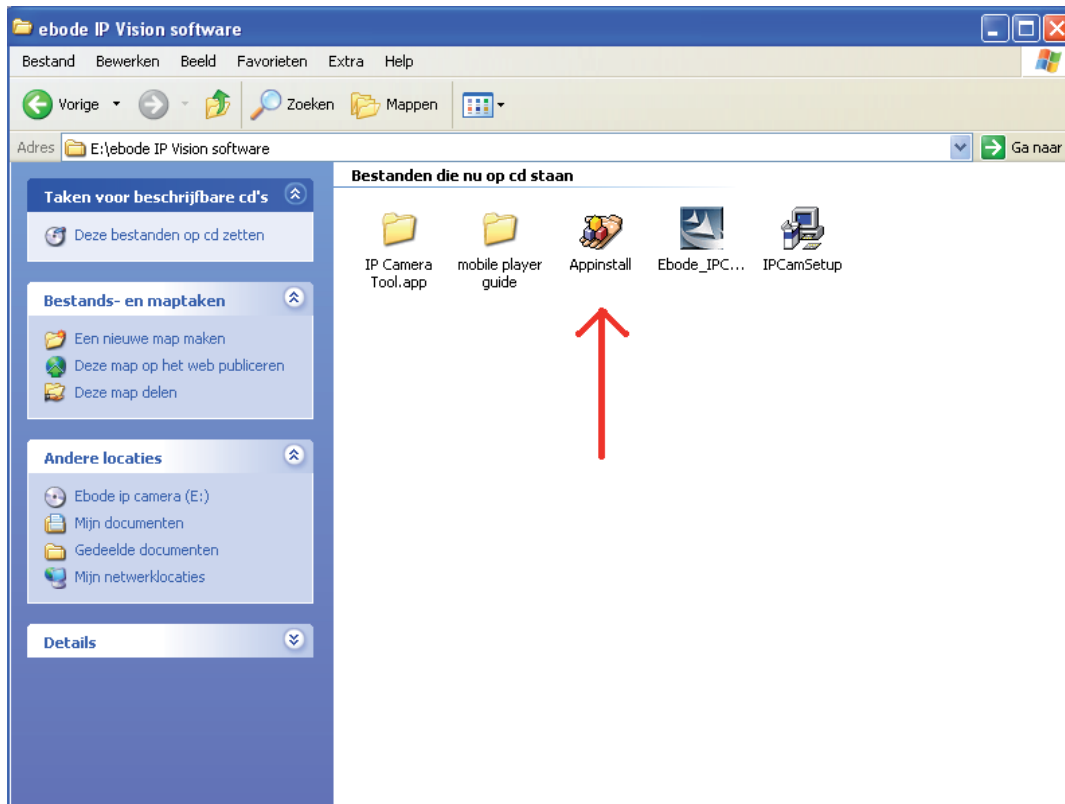 ebode IP Vision software
Bestand Bewerken Beeld Favorieten Extra Help
Vorige Zoeken Mappen
Adres E:\ebode IP Vision software Ga naar
Taken voor beschrijfbare cd's
Deze bestanden op cd zetten
Bestands- en maptaken
Een nieuwe map maken
Deze map op het web publiceren
Deze map delen
Andere locaties
Ebode ip camera (E:)
Mijn documenten
Gedeelde documenten
Mijn netwerklocaties
Details
Bestanden die nu op cd staan
IP Camera mobile player Appinstall Ebode_IPC... IPCamSetup
Tool.app guide